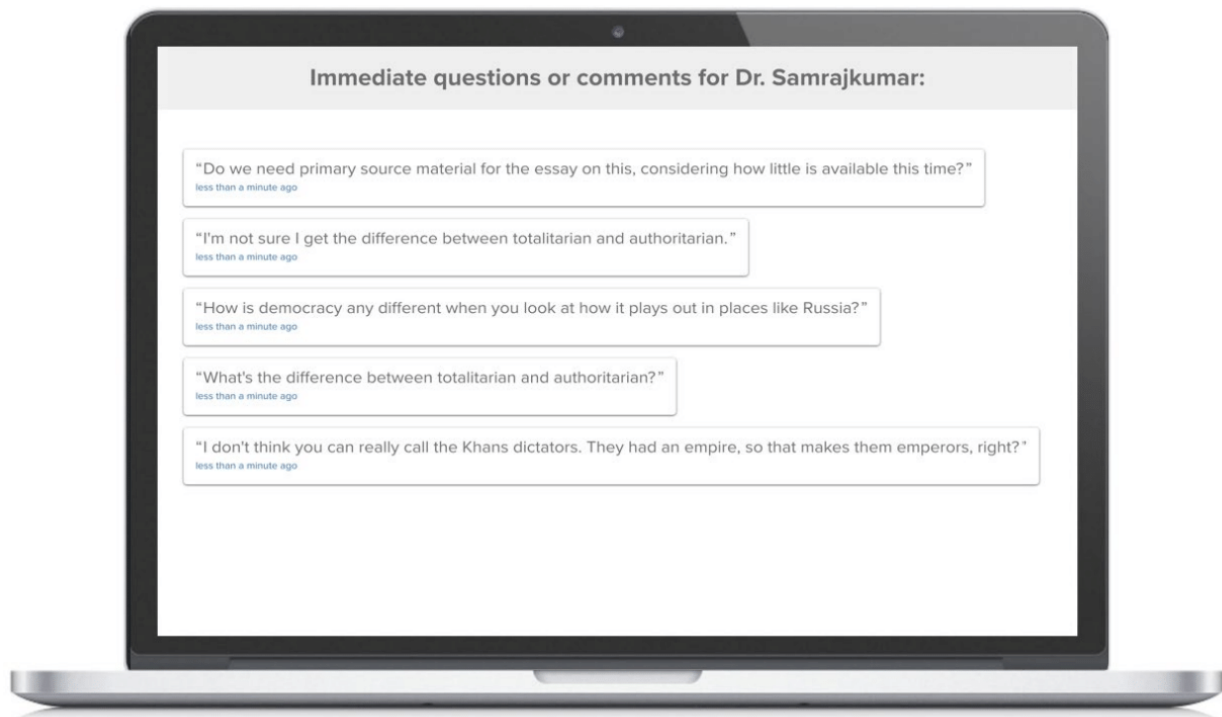 Immediate questions or comments for Dr. Samrajkumar:
“Do we need primary source material for the essay on this, considering how little is available this time?”
less than a minute ago
“I'm not sure I get the difference between totalitarian and authoritarian.”
less than a minute ago
“How is democracy any different when you look at how it plays out in places like Russia?”
less than a minute ago
“What's the difference between totalitarian and authoritarian?”
less than a minute ago
“I don't think you can really call the Khans dictators. They had an empire, so that makes them emperors, right?"
less than a minute ago